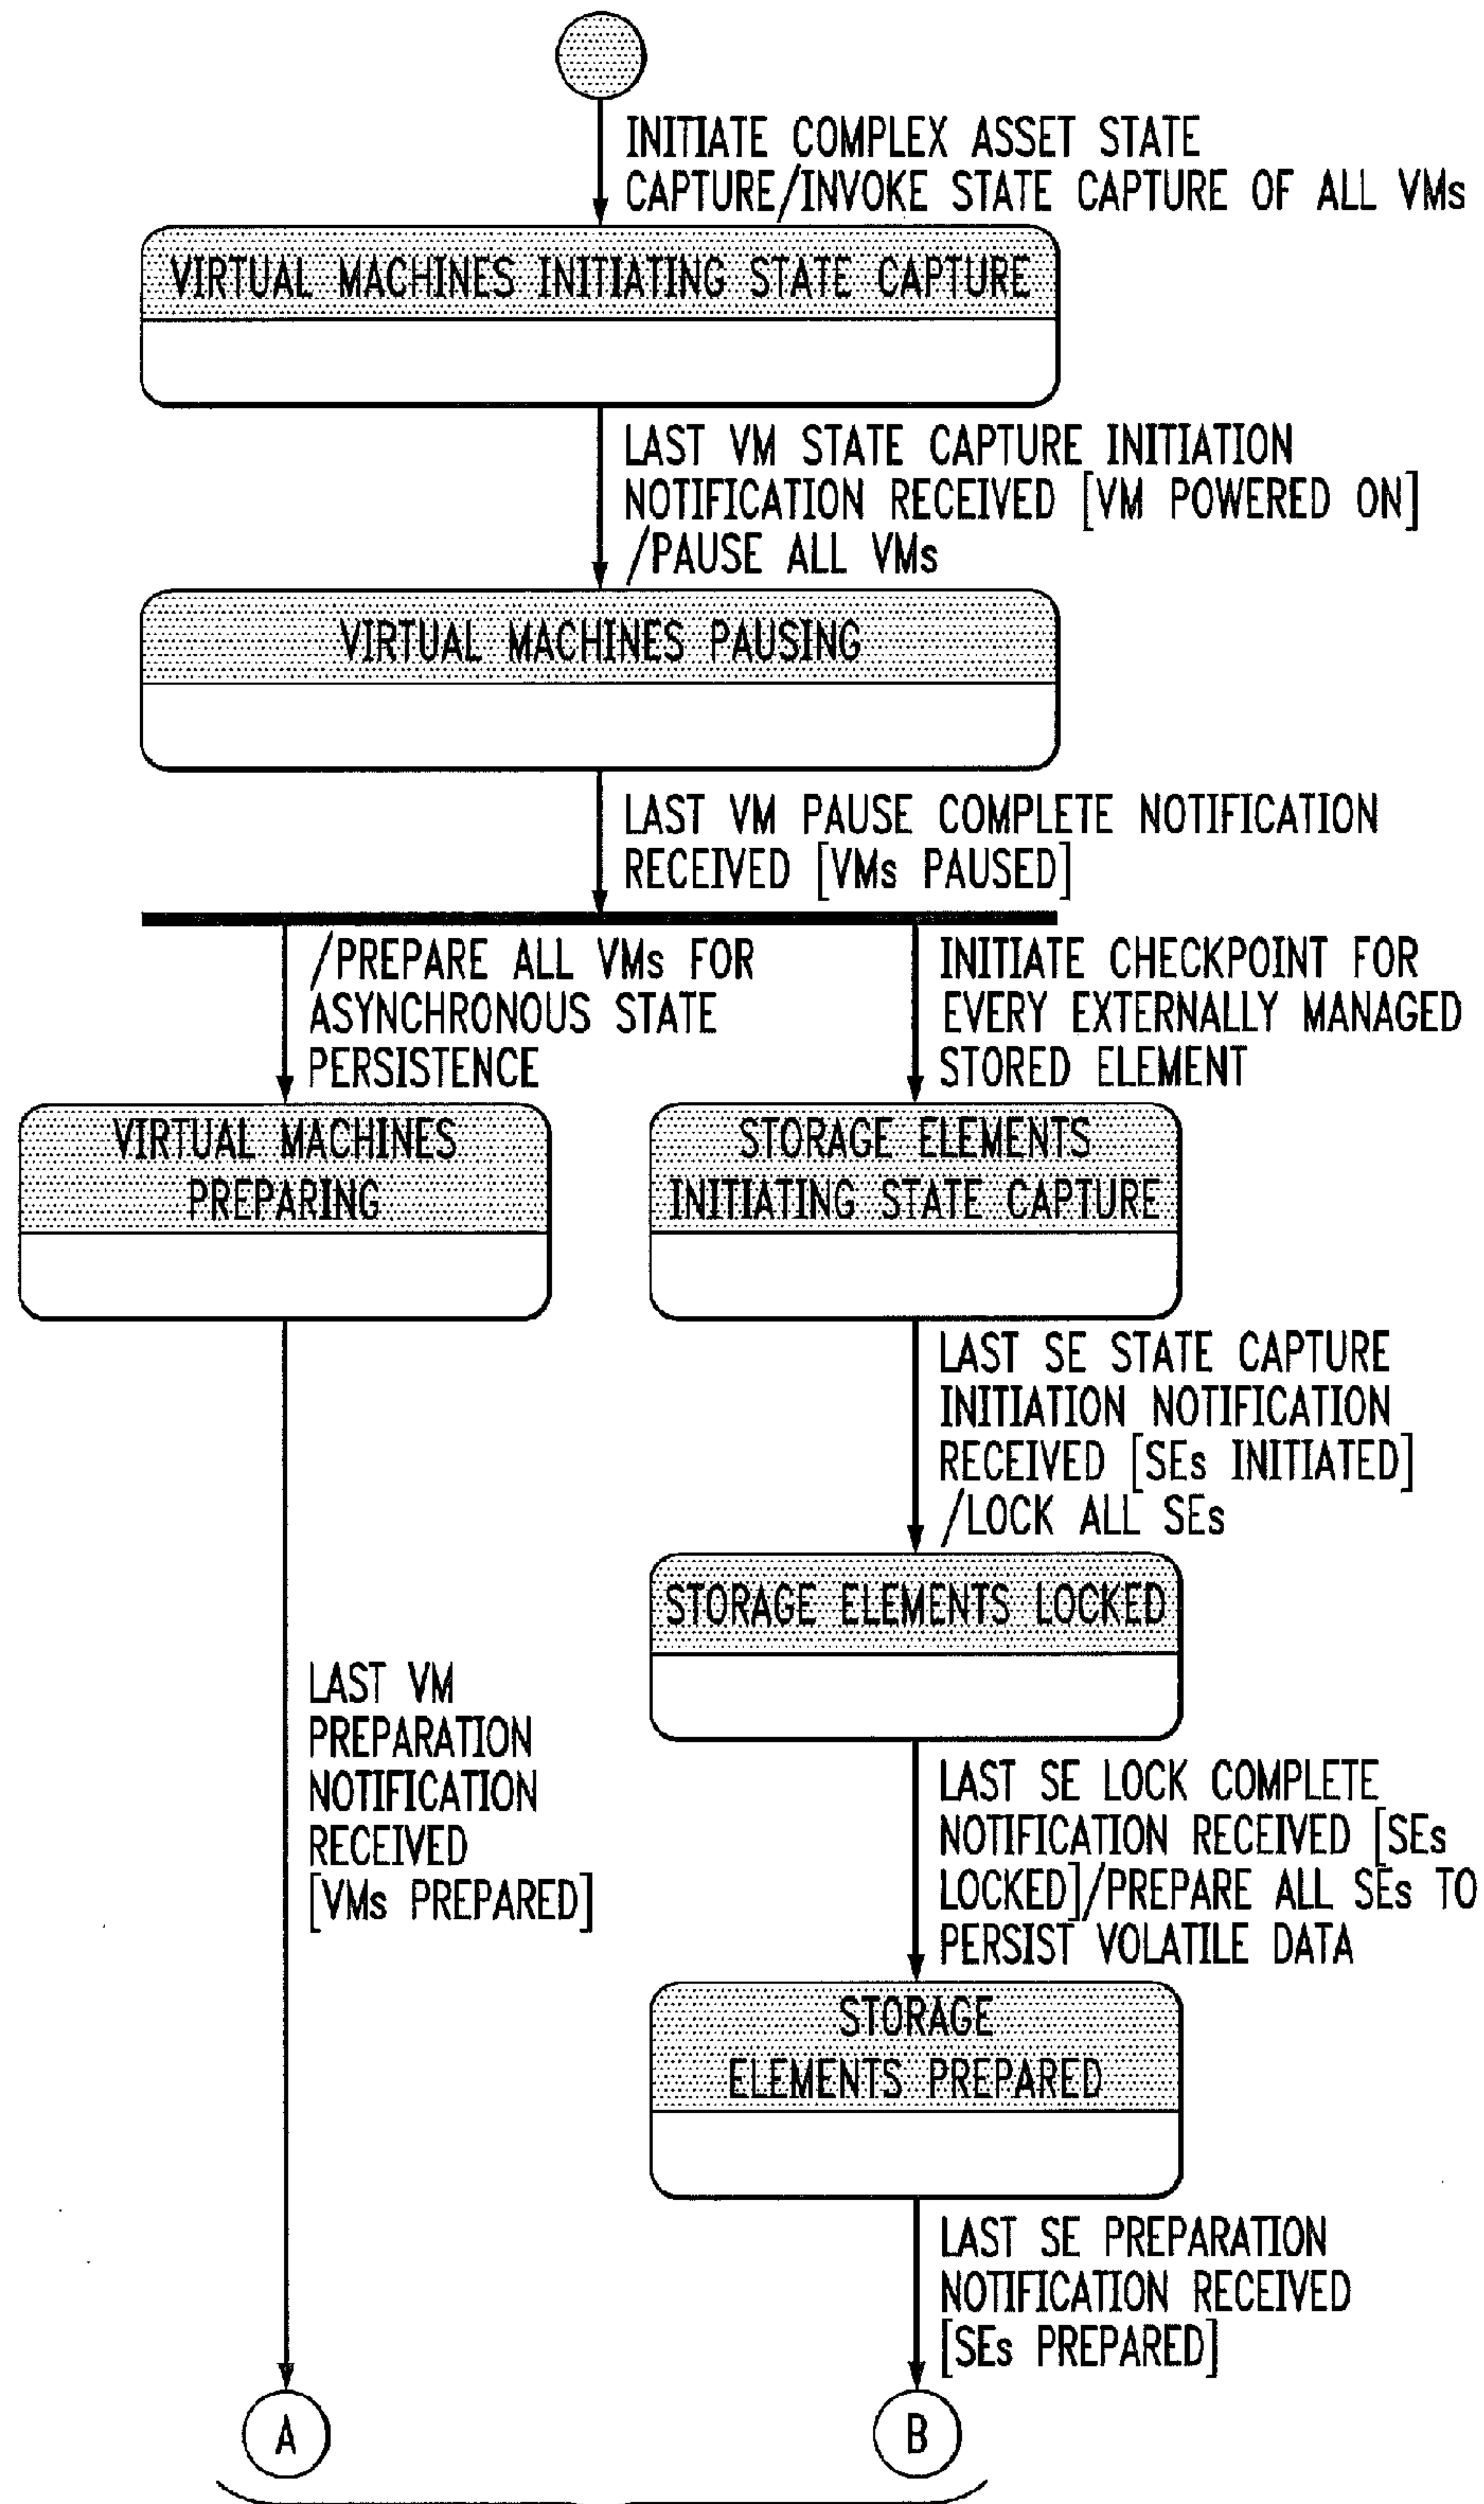 INITIATE COMPLEX ASSET STATE
CAPTURE/INVOKE STATE CAPTURE OF ALL VMs
VIRTUAL MACHINES INITIATING STATE CAPTURE
LAST VM STATE CAPTURE INITIATION
NOTIFICATION RECEIVED [VM POWERED ON]
/PAUSE ALL VMs
VIRTUAL MACHINES PAUSING
LAST VM PAUSE COMPLETE NOTIFICATION
RECEIVED [VMs PAUSED]
/PREPARE ALL VMs FOR
ASYNCHRONOUS STATE
PERSISTENCE
INITIATE CHECKPOINT FOR
EVERY EXTERNALLY MANAGED
STORED ELEMENT
VIRTUAL MACHINES
PREPARING
STORAGE ELEMENTS
INITIATING STATE CAPTURE
LAST SE STATE CAPTURE
INITIATION NOTIFICATION
RECEIVED [SEs INITIATED]
/LOCK ALL SEs
STORAGE ELEMENTS LOCKED
LAST VM
PREPARATION
NOTIFICATION
RECEIVED
[VMs PREPARED]
LAST SE LOCK COMPLETE
NOTIFICATION RECEIVED [SEs
LOCKED]/PREPARE ALL SEs TO
PERSIST VOLATILE DATA
STORAGE
ELEMENTS PREPARED
LAST SE PREPARATION
NOTIFICATION RECEIVED
[SEs PREPARED]
A
B